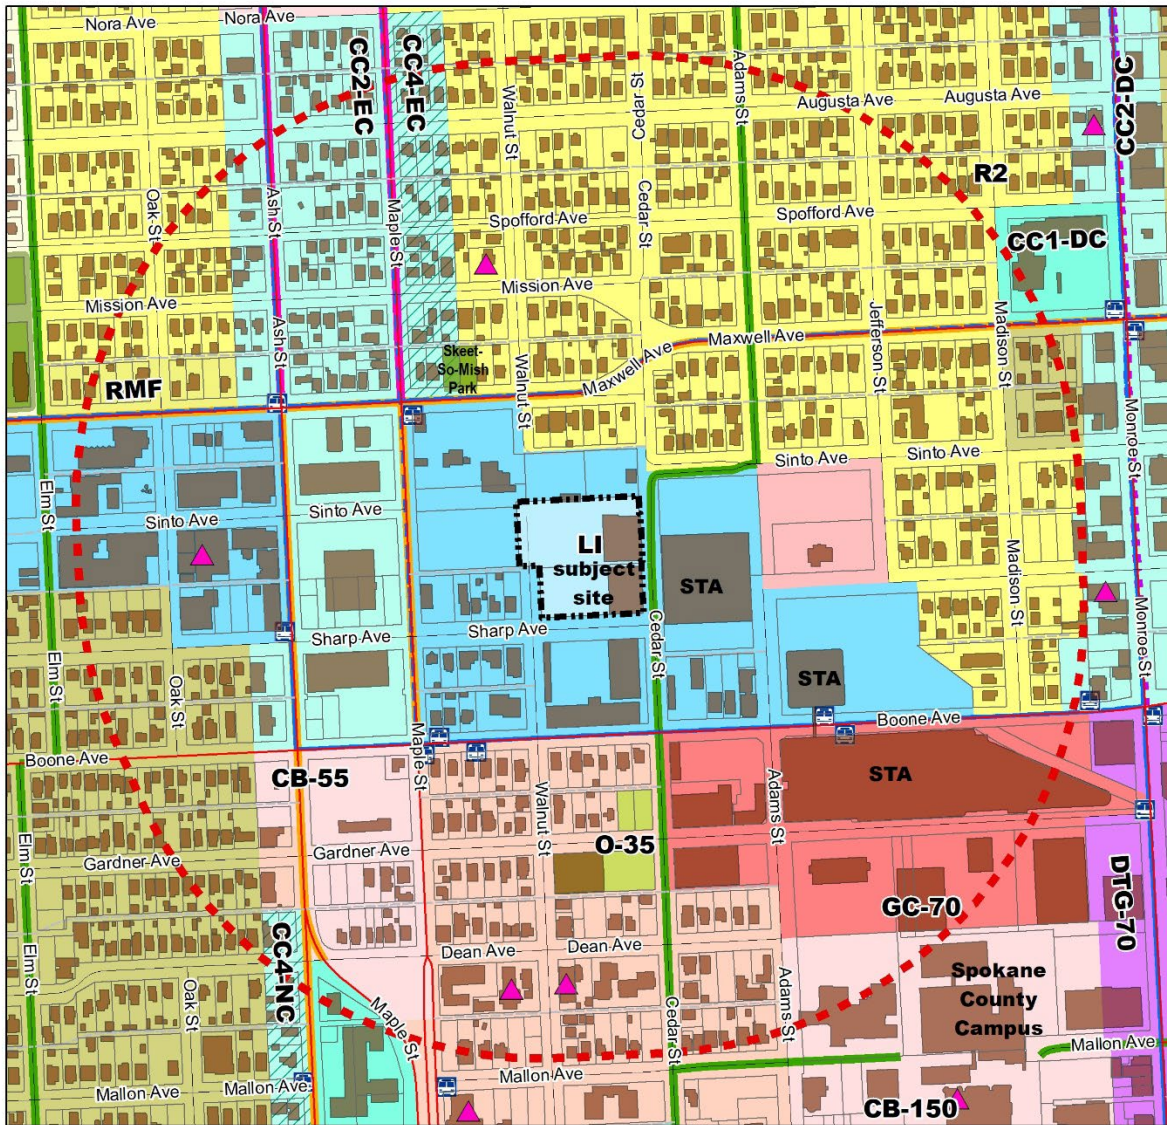 Nora Ave
Nora Ave
CC2-EC
CC4-EC
Adams St
CC2-DC
Walnut St
Cedar St
Augusta Ave
Augusta Ave
R2
Oak St
Ash St
Maple St
Cedar St
Spofford Ave
Spofford Ave
CC1-DC
Mission Ave
Mission Ave
Ash St
Jefferson St
Madison St
Maxwell Ave
Maxwell Ave
Skeet-
So-Mish
Park
Walnut St
RMF
Monroe St
Elm St
Sinto Ave
Sinto Ave
Sinto Ave
Sinto Ave
LI
subject
site
STA
Madison St
Cedar St
Sharp Ave
Sharp Ave
Monroe St
Elm St
Oak St
STA
Maple St
Boone Ave
Boone Ave
CB-55
STA
Walnut St
Adams St
Elm St
Gardner Ave
Gardner Ave
O-35
GC-70
DTG-70
Dean Ave
Dean Ave
CC4-NC
Elm St
Oak St
Maple St
Cedar St
Adams St
Spokane
County
Campus
Mallon Ave
Mallon Ave
Mallon Ave
Mallon Ave
CB-150